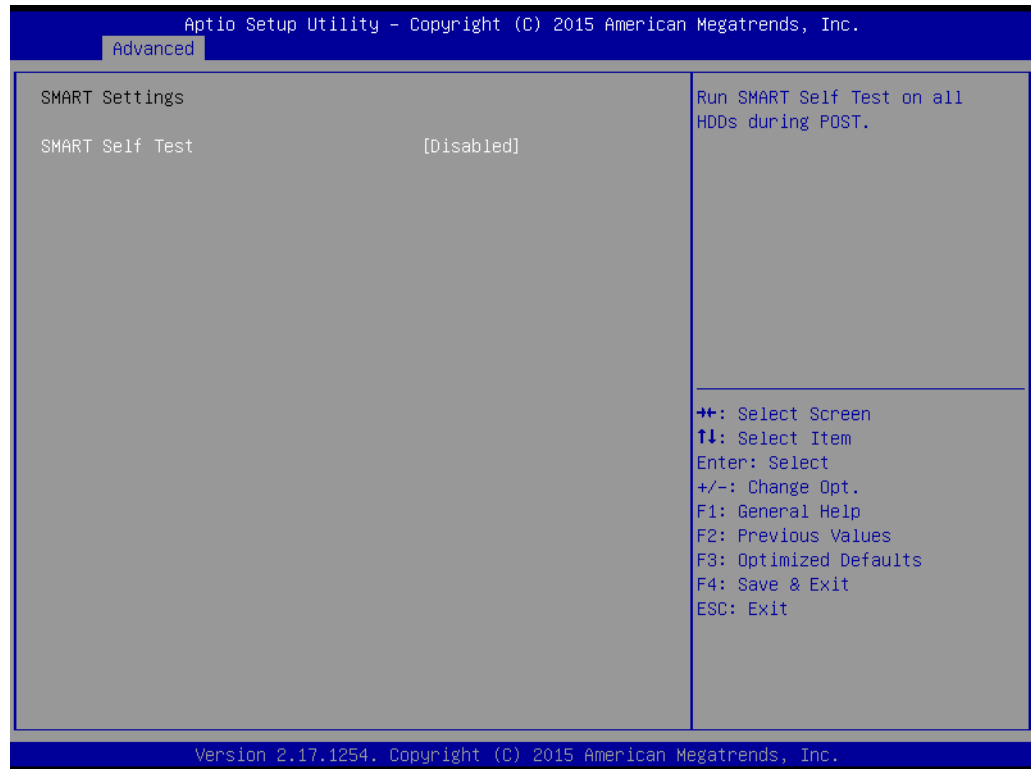 Aptio Setup Utility – Copyright (C) 2015 American Megatrends, Inc.
Advanced
SMART Settings
SMART Self Test [Disabled]
Run SMART Self Test on all
HDDs during POST.
→←: Select Screen
↑↓: Select Item
Enter: Select
+/-: Change Opt.
F1: General Help
F2: Previous Values
F3: Optimized Defaults
F4: Save & Exit
ESC: Exit
Version 2.17.1254. Copyright (C) 2015 American Megatrends, Inc.